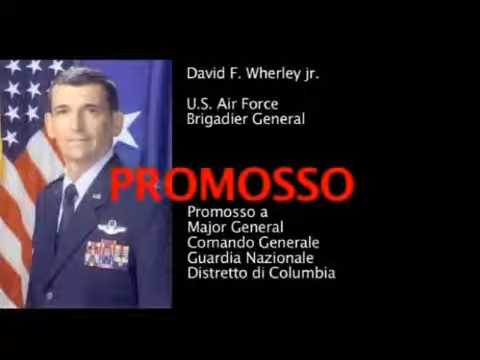 David F. Wherley jr.
U.S. Air Force
Brigadier General
PROMOSSO
Promosso a
Major General
Comando Generale
Guardia Nazionale
Distretto di Columbia